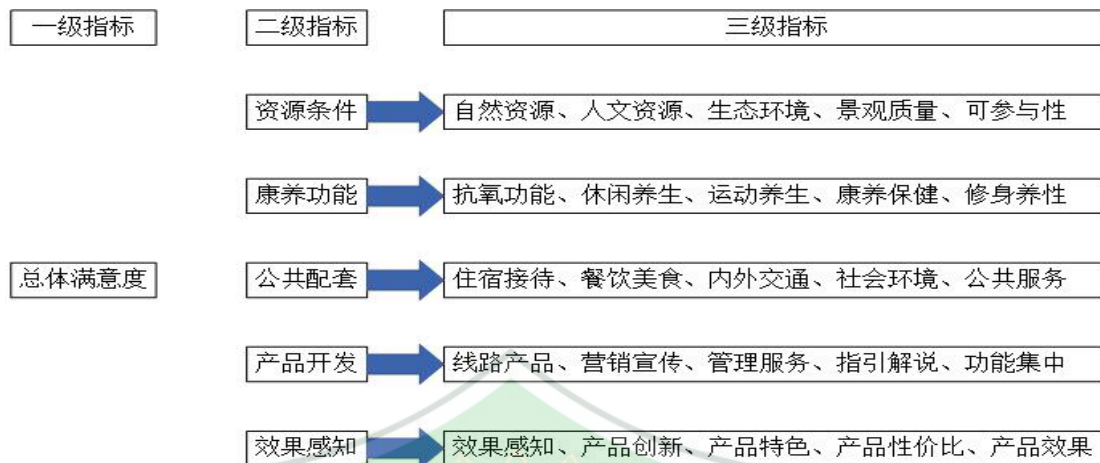 一级指标 二级指标 三级指标
资源条件 自然资源、人文资源、生态环境、景观质量、可参与性
康养功能 抗氧功能、休闲养生、运动养生、康养保健、修身养性
总体满意度 公共配套 住宿接待、餐饮美食、内外交通、社会环境、公共服务
产品开发 线路产品、营销宣传、管理服务、指引解说、功能集中
效果感知 效果感知、产品创新、产品特色、产品性价比、产品效果